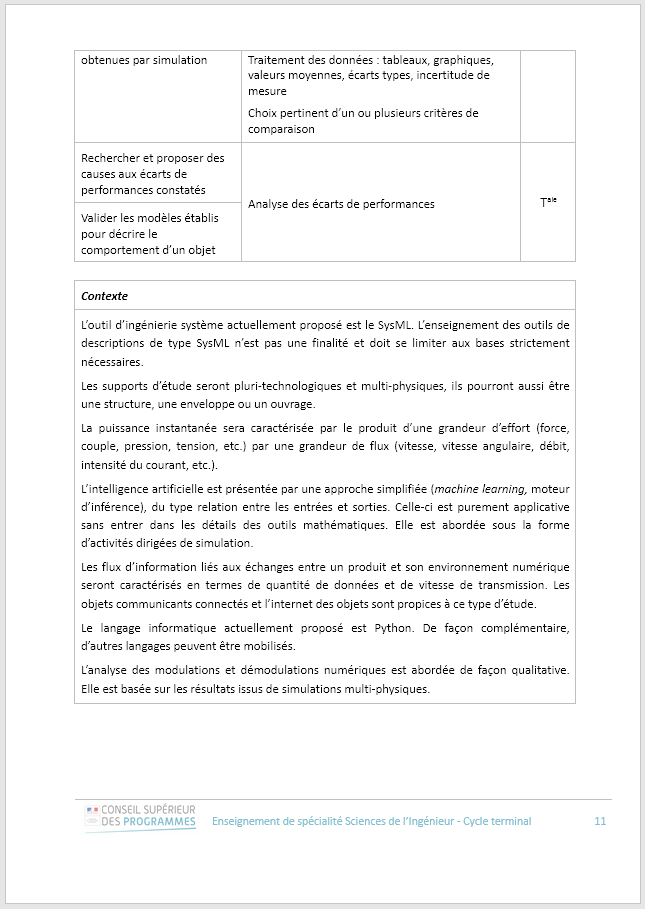 obtenues par simulation
Traitement des données : tableaux, graphiques,
valeurs moyennes, écarts types, incertitude de
mesure
Choix pertinent d’un ou plusieurs critères de
comparaison
Rechercher et proposer des
causes aux écarts de
performances constatés
Valider les modèles établis
pour décrire le
comportement d’un objet
Analyse des écarts de performances
Tale
Contexte
L’outil d’ingénierie système actuellement proposé est le SysML. L’enseignement des outils de
descriptions de type SysML n’est pas une finalité et doit se limiter aux bases strictement
nécessaires.
Les supports d’étude seront pluri-technologiques et multi-physiques, ils pourront aussi être
une structure, une enveloppe ou un ouvrage.
La puissance instantanée sera caractérisée par le produit d’une grandeur d’effort (force,
couple, pression, tension, etc.) par une grandeur de flux (vitesse, vitesse angulaire, débit,
intensité du courant, etc.).
L’intelligence artificielle est présentée par une approche simplifiée (machine learning, moteur
d’inférence), du type relation entre les entrées et sorties. Celle-ci est purement applicative
sans entrer dans les détails des outils mathématiques. Elle est abordée sous la forme
d’activités dirigées de simulation.
Les flux d’information liés aux échanges entre un produit et son environnement numérique
seront caractérisés en termes de quantité de données et de vitesse de transmission. Les
objets communicants connectés et l’internet des objets sont propices à ce type d’étude.
Le langage informatique actuellement proposé est Python. De façon complémentaire,
d’autres langages peuvent être mobilisés.
L’analyse des modulations et démodulations numériques est abordée de façon qualitative.
Elle est basée sur les résultats issus de simulations multi-physiques.
CONSEIL SUPÉRIEUR
DES PROGRAMMES
Enseignement de spécialité Sciences de l’Ingénieur - Cycle terminal
11